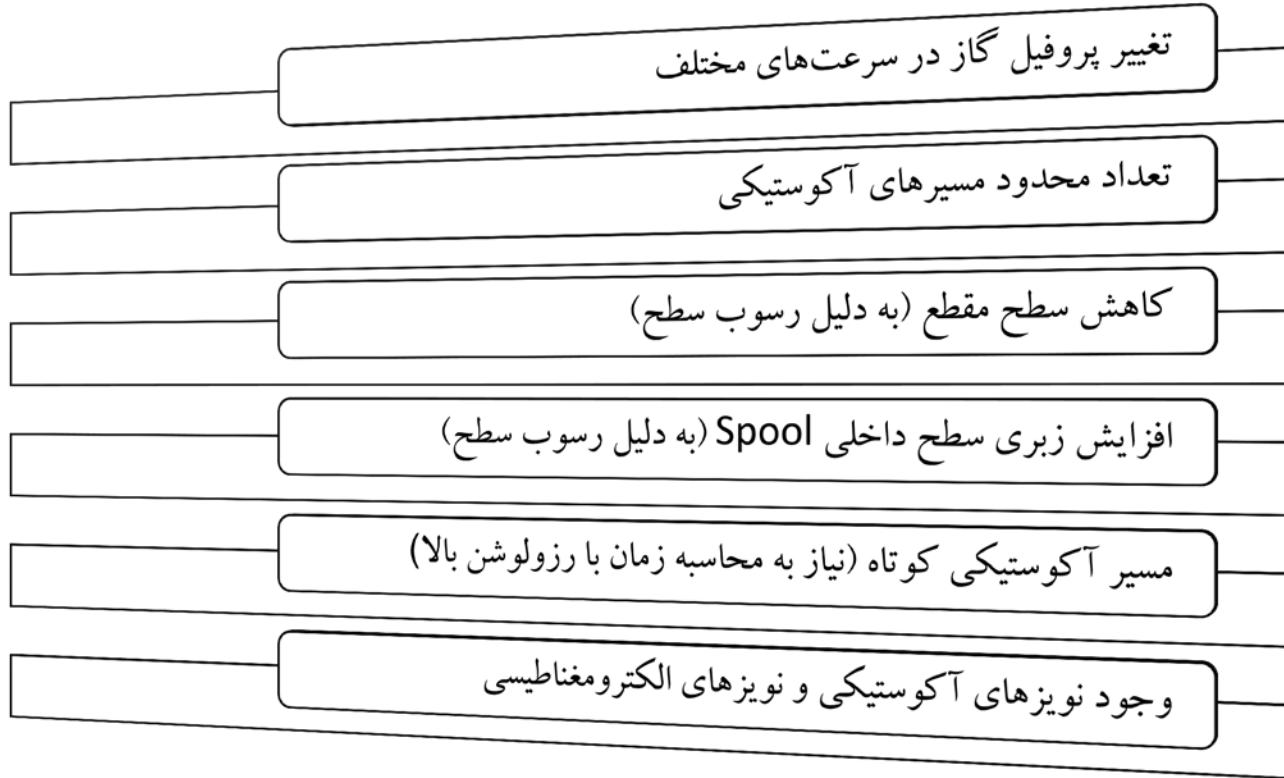 تغییر پروفیل گاز در سرعت‌های مختلف
تعداد محدود مسیرهای آکوستیکی
کاهش سطح مقطع (به دلیل رسوب سطح)
افزایش زبری سطح داخلی Spool (به دلیل رسوب سطح)
مسیر آکوستیکی کوتاه (نیاز به محاسبه زمان با رزولوشن بالا)
وجود نویزهای آکوستیکی و نویزهای الکترومغناطیسی